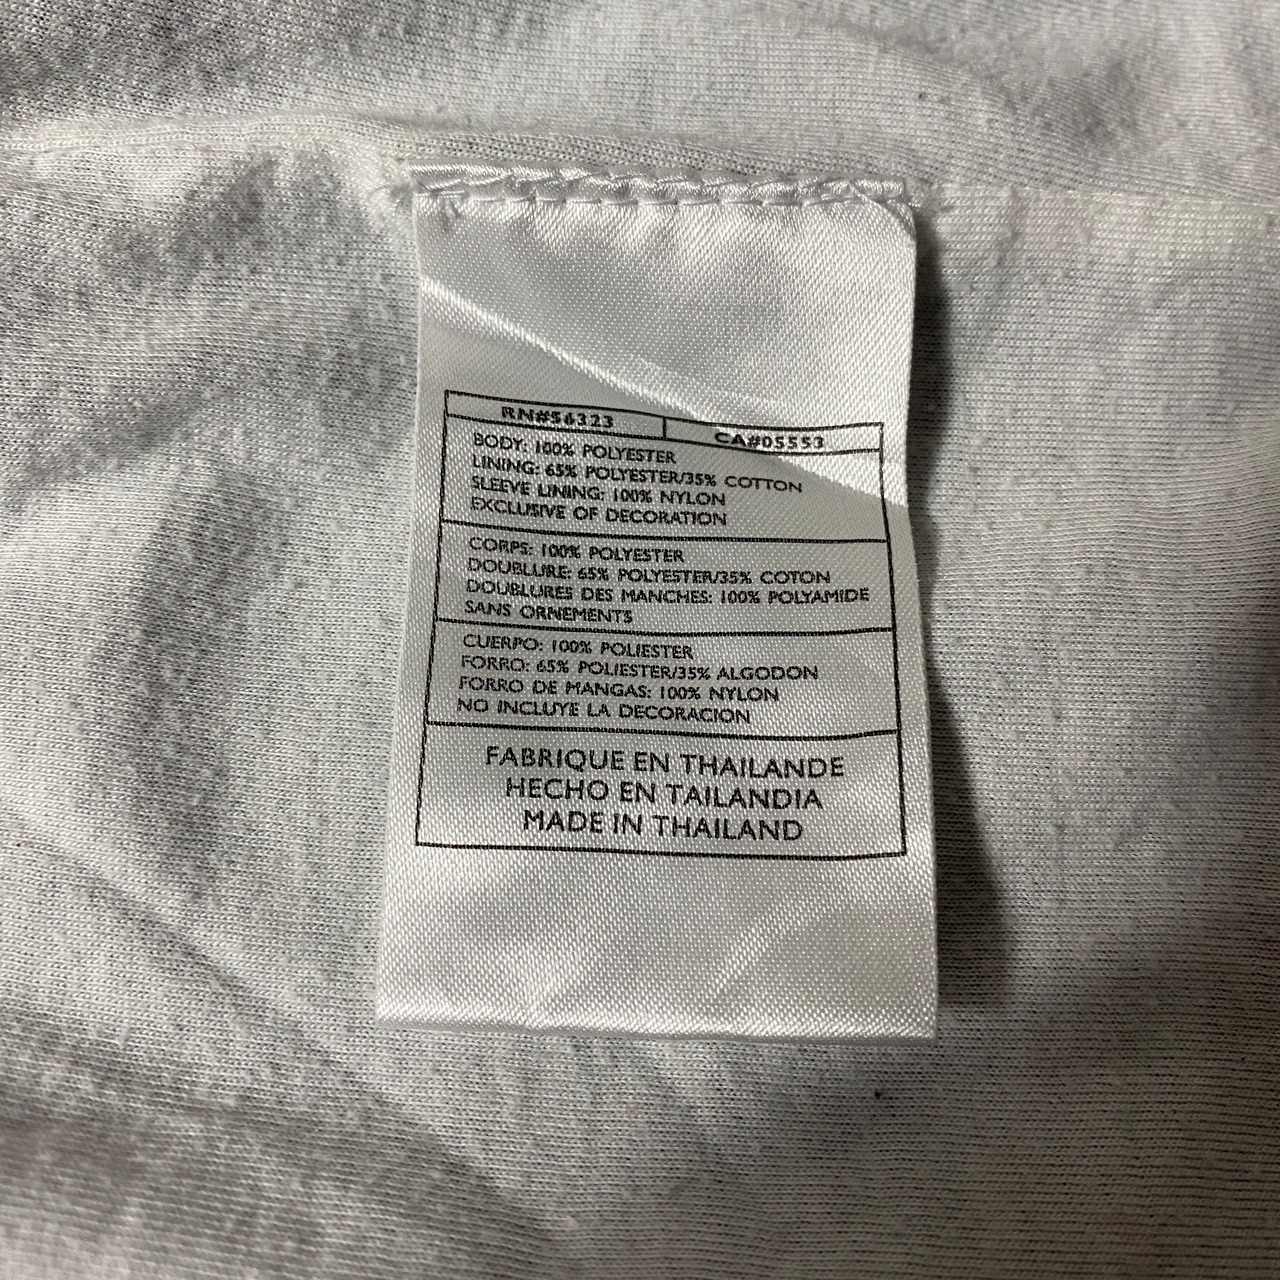 RN#56323
CA#05553
BODY: 100% POLYESTER
LINING: 65% POLYESTER/35% COTTON
SLEEVE LINING: 100% NYLON
EXCLUSIVE OF DECORATION
CORPS: 100% POLYESTER
DOUBLURE: 65% POLYESTER/35% COTON
DOUBLURES DES MANCHES: 100% POLYAMIDE
SANS ORNEMENTS
CUERPO: 100% POLIESTER
FORRO: 65% POLIESTER/35% ALGODON
FORRO DE MANGAS: 100% NYLON
NO INCLUYE LA DECORACION
FABRIQUE EN THAILANDE
HECHO EN TAILANDIA
MADE IN THAILAND